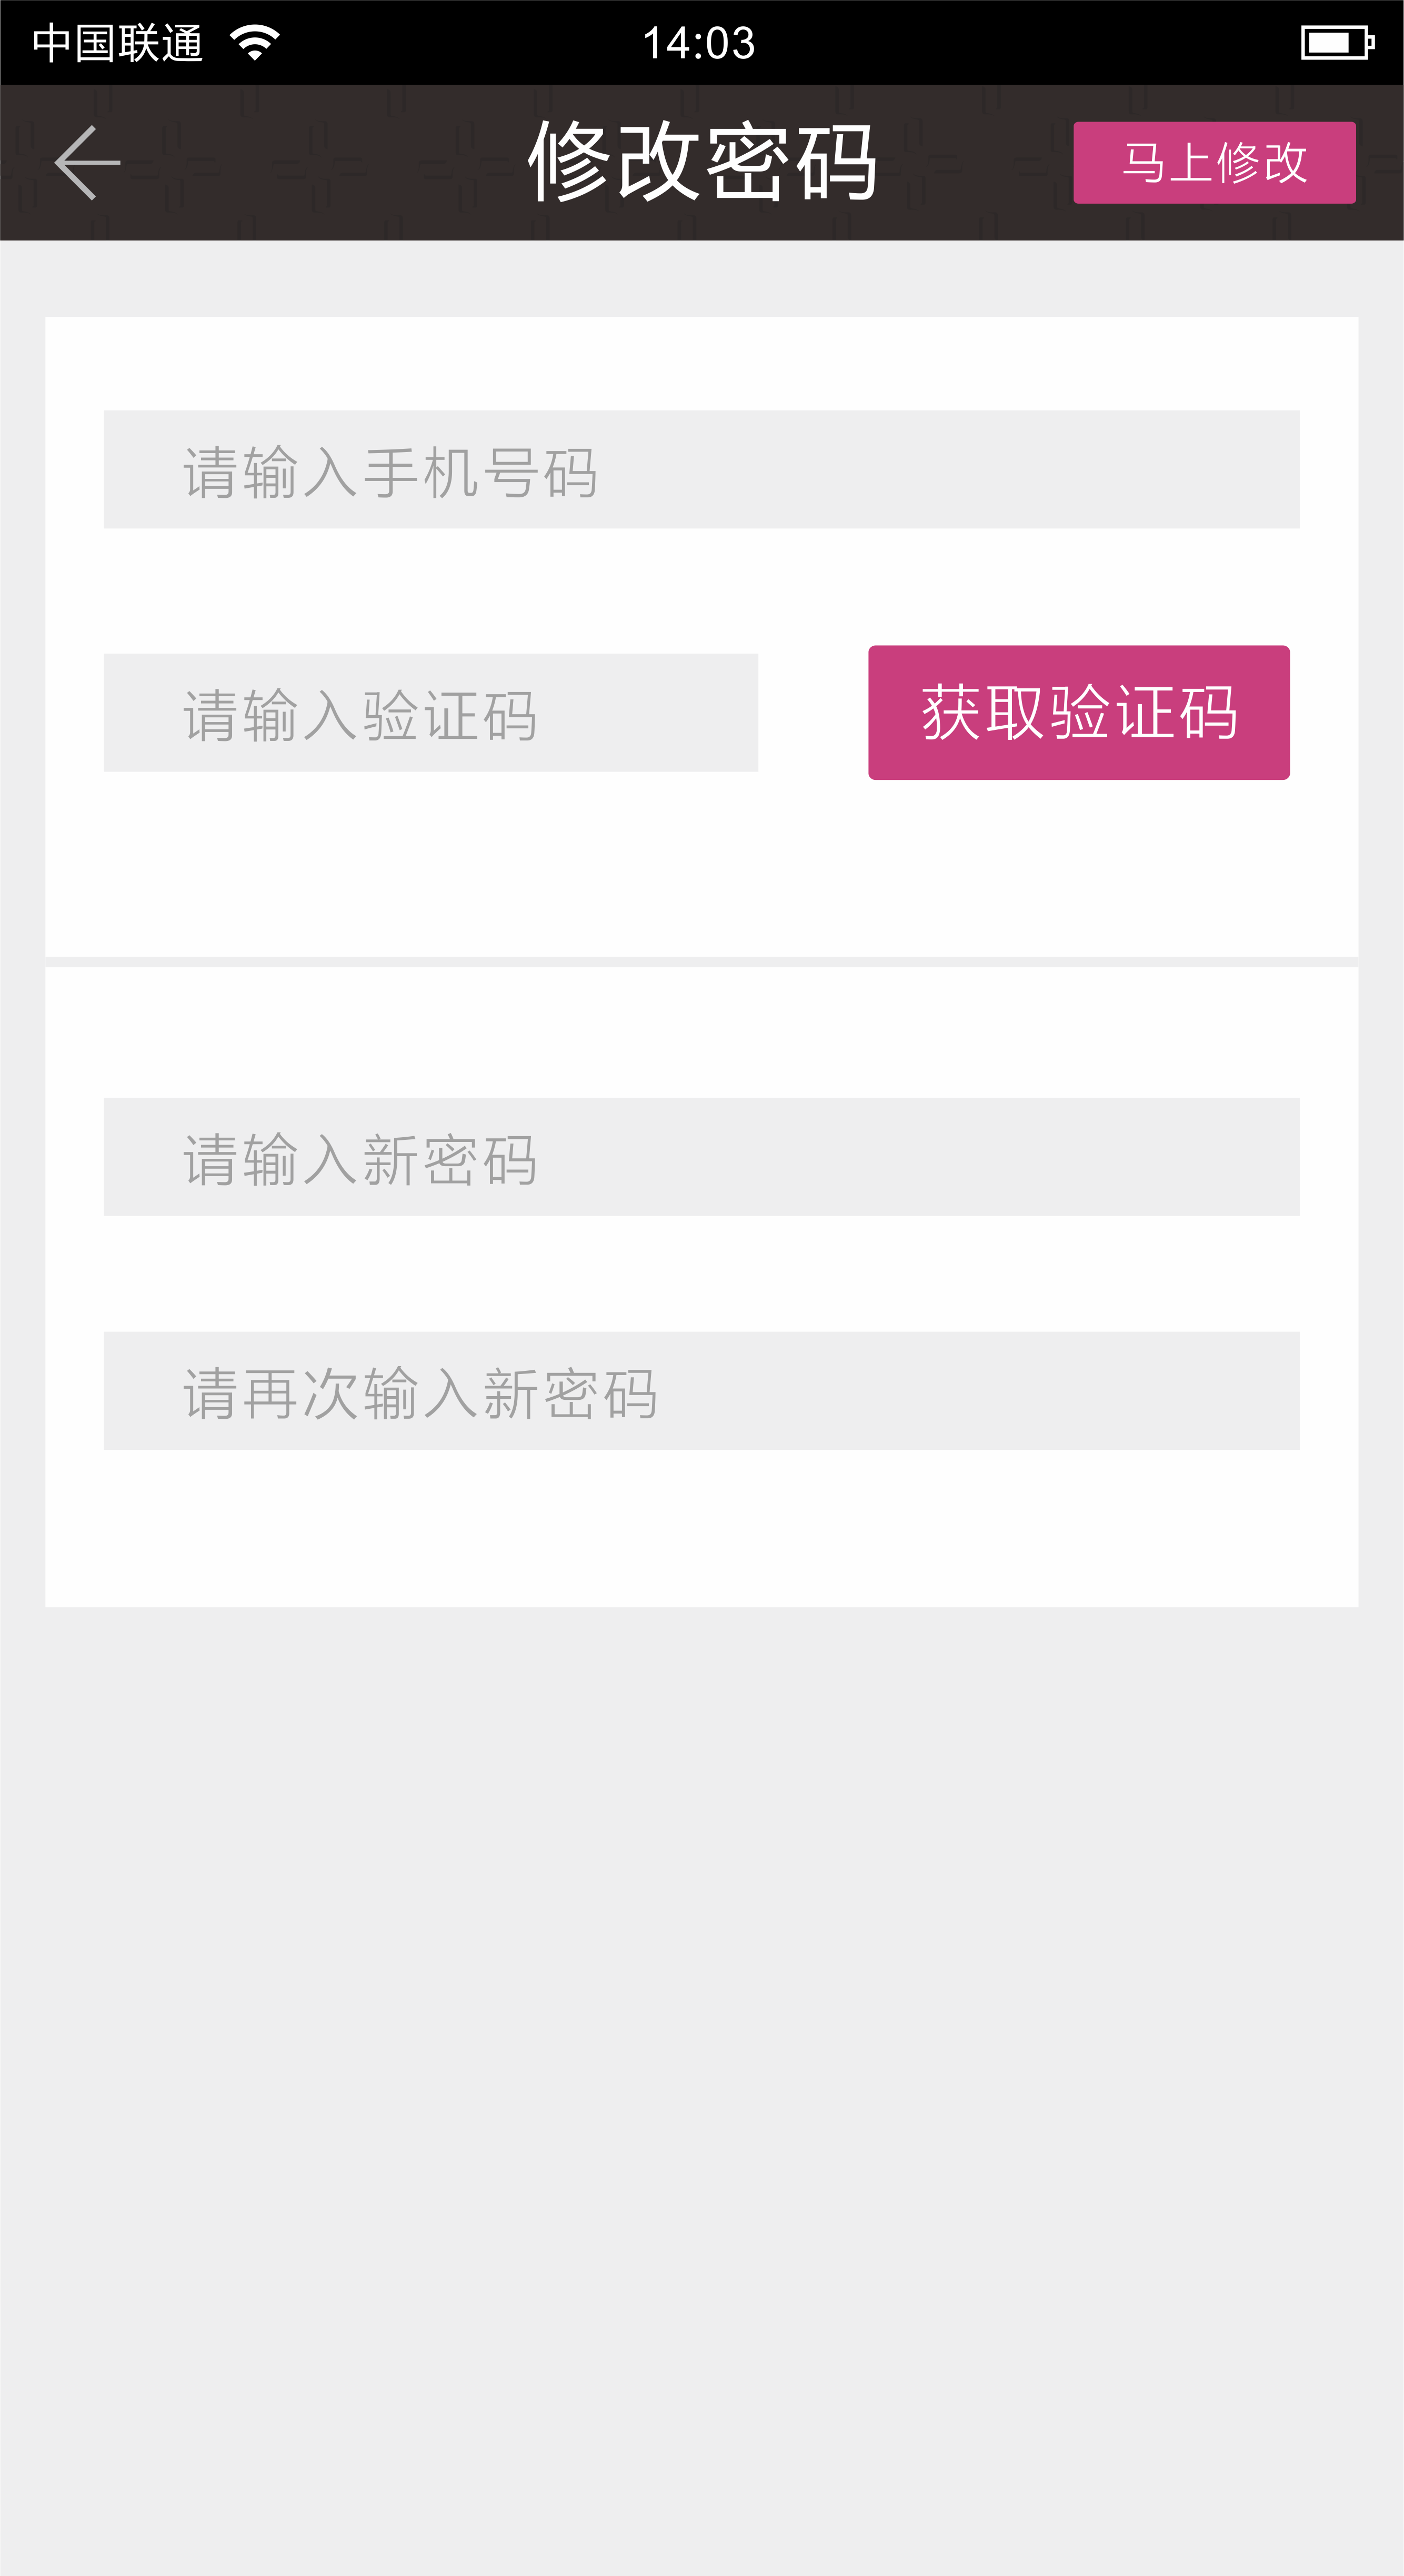 中国联通 14:03
修改密码 马上修改
请输入手机号码
请输入验证码 获取验证码
请输入新密码
请再次输入新密码